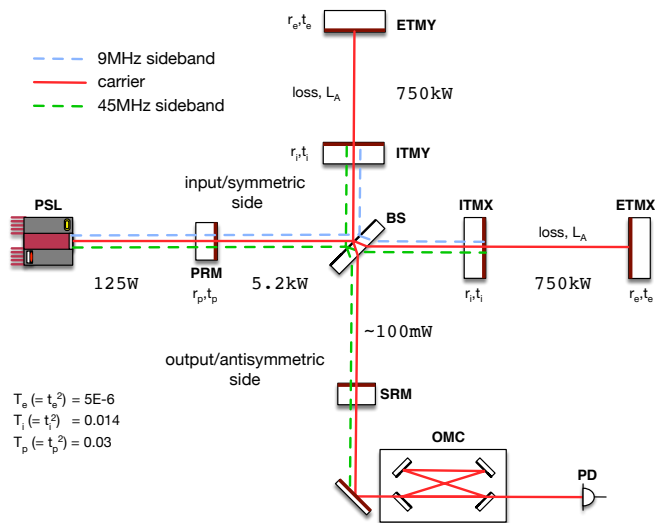 r_e,t_e ETMY
9MHz sideband
carrier
45MHz sideband
loss, L_A 750kW
r_i,t_i ITMY
input/symmetric
side
PSL
BS
ITMX
ETMX
loss, L_A
PRM
125W 5.2kW
r_p,t_p
r_i,t_i 750kW r_e,t_e
~100mW
output/antisymmetric
side
SRM
T_e (= t_e^2) = 5E-6
T_i (= t_i^2) = 0.014
T_p (= t_p^2) = 0.03
OMC
PD